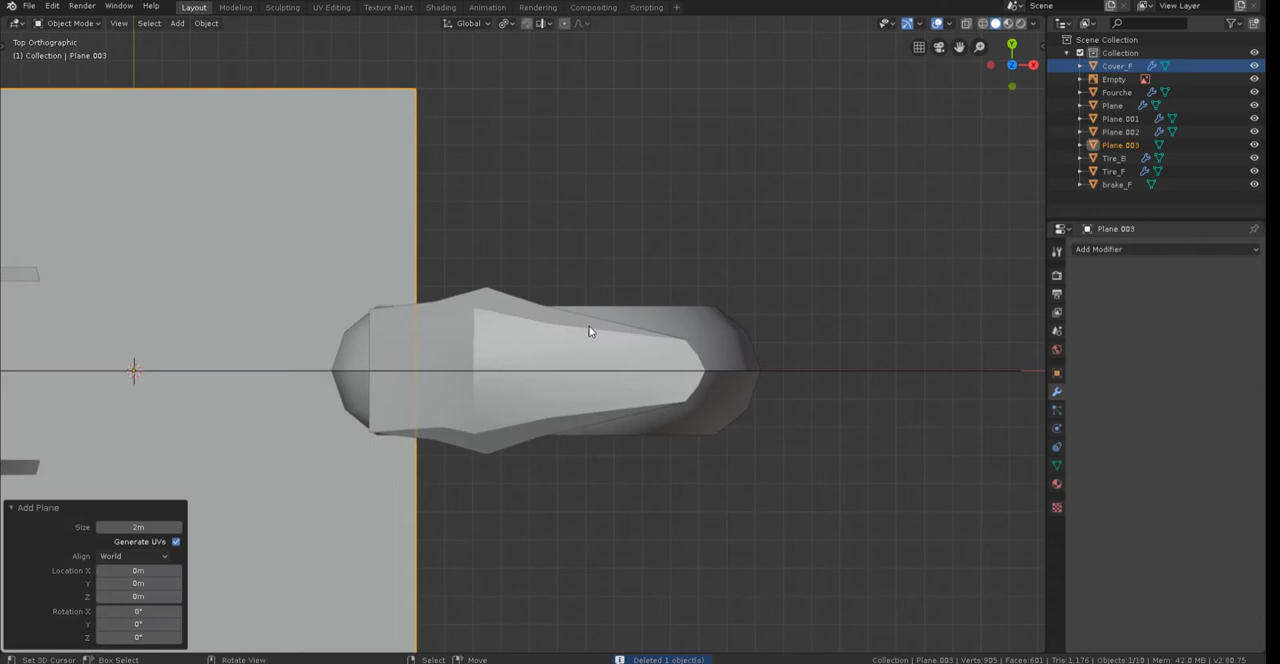 File Edit Render Window Help
Layout Modeling Sculpting UV Editing Texture Paint Shading Animation Rendering Compositing Scripting +
Scene View Layer
Object Mode View Select Add Object Global
Top Orthographic
(1) Collection | Plane.003
Y
X
Z
Scene Collection
Collection
Cover_F
Empty
Fourche
Plane
Plane.001
Plane.002
Plane.003
Tire_B
Tire_F
brake_F
Plane.003
Add Modifier
Add Plane
Size 2m
Generate UVs
Align World
Location X 0m
Y 0m
Z 0m
Rotation X 0°
Y 0°
Z 0°
Set 3D Cursor Box Select Rotate View Select Move Deleted 1 object(s) Collection | Plane.003 | Verts:905 | Faces:601 | Tris:1,176 | Objects:1/10 | Mem: 42.0 MB | v2.80.75